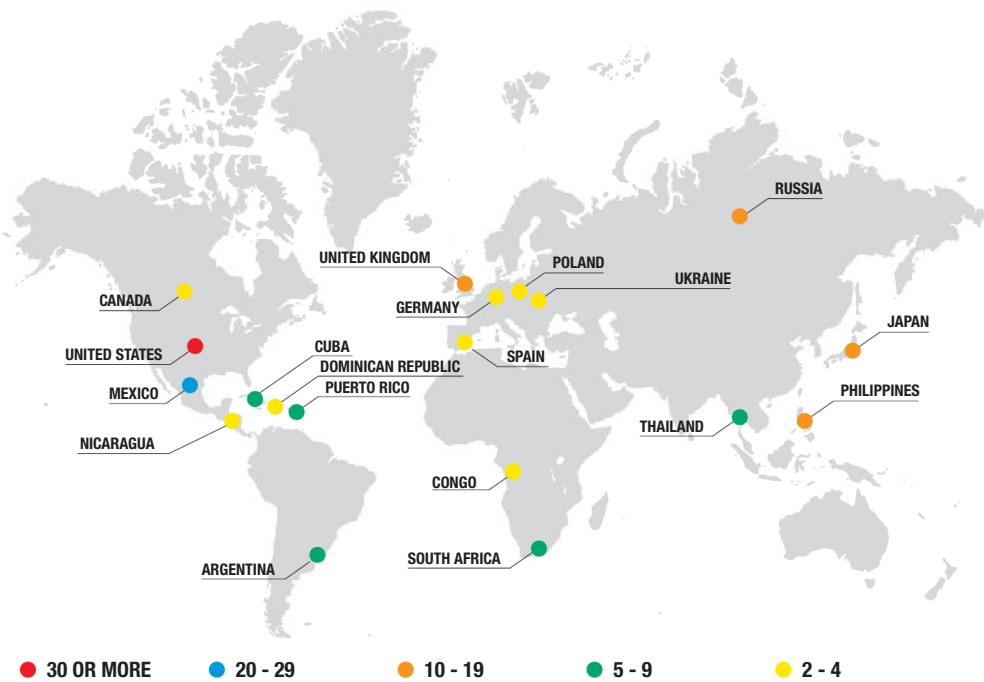 RUSSIA
UNITED KINGDOM
POLAND
UKRAINE
CANADA
GERMANY
JAPAN
CUBA
UNITED STATES
SPAIN
DOMINICAN REPUBLIC
MEXICO
PUERTO RICO
PHILIPPINES
THAILAND
NICARAGUA
CONGO
SOUTH AFRICA
ARGENTINA
30 OR MORE
20 - 29
10 - 19
5 - 9
2 - 4